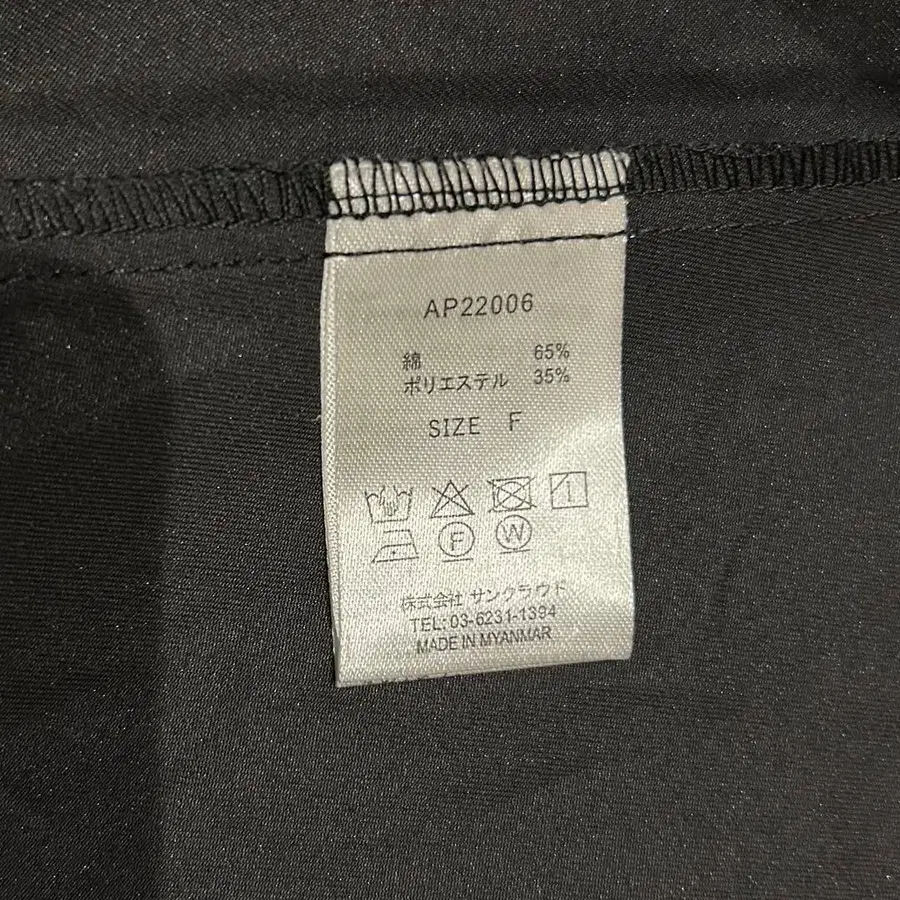 AP22006
綿 65%
ポリエステル 35%
SIZE F
F W
株式会社 サンクラウド
TEL:03-6231-1394
MADE IN MYANMAR